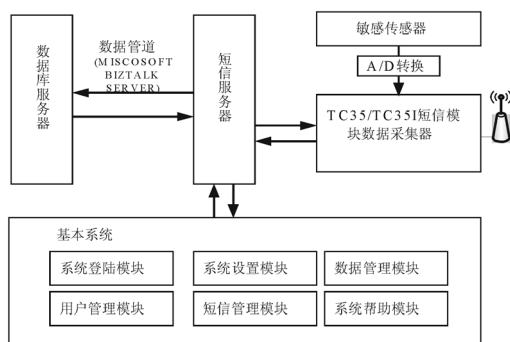 数据库服务器
数据管道
(MISCOSOFT
BIZTALK
SERVER)
短信服务器
敏感传感器
A/D转换
TC35/TC35I短信模
块数据采集器
基本系统
系统登陆模块
系统设置模块
数据管理模块
用户管理模块
短信管理模块
系统帮助模块